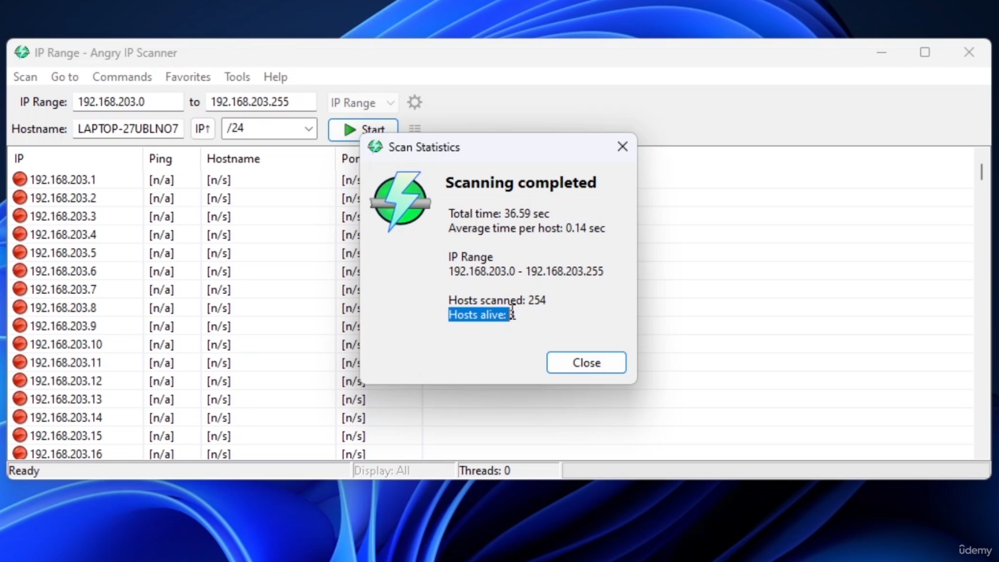 IP Range - Angry IP Scanner
Scan Go to Commands Favorites Tools Help
IP Range: 192.168.203.0 to 192.168.203.255 IP Range
Hostname: LAPTOP-27UBLNO7 IP↑ /24 Start
IP Ping Hostname
192.168.203.1 [n/a] [n/s]
192.168.203.2 [n/a] [n/s]
192.168.203.3 [n/a] [n/s]
192.168.203.4 [n/a] [n/s]
192.168.203.5 [n/a] [n/s]
192.168.203.6 [n/a] [n/s]
192.168.203.7 [n/a] [n/s]
192.168.203.8 [n/a] [n/s]
192.168.203.9 [n/a] [n/s]
192.168.203.10 [n/a] [n/s]
192.168.203.11 [n/a] [n/s]
192.168.203.12 [n/a] [n/s] [n/s]
192.168.203.13 [n/a] [n/s] [n/s]
192.168.203.14 [n/a] [n/s] [n/s]
192.168.203.15 [n/a] [n/s] [n/s]
192.168.203.16 [n/a] [n/s] [n/s]
Scan Statistics
Scanning completed
Total time: 36.59 sec
Average time per host: 0.14 sec
IP Range
192.168.203.0 - 192.168.203.255
Hosts scanned: 254
Hosts alive:
Close
Ready Display: All Threads: 0
ûdemy